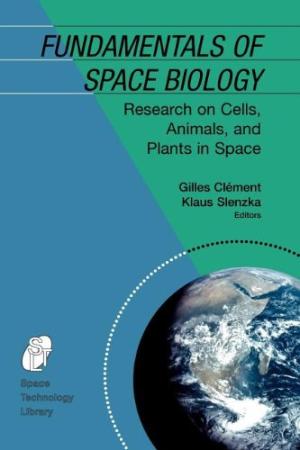 FUNDAMENTALS OF
SPACE BIOLOGY
Research on Cells,
Animals, and
Plants in Space
Gilles Clément
Klaus Slenzka
Editors
STL
Space
Technology
Library